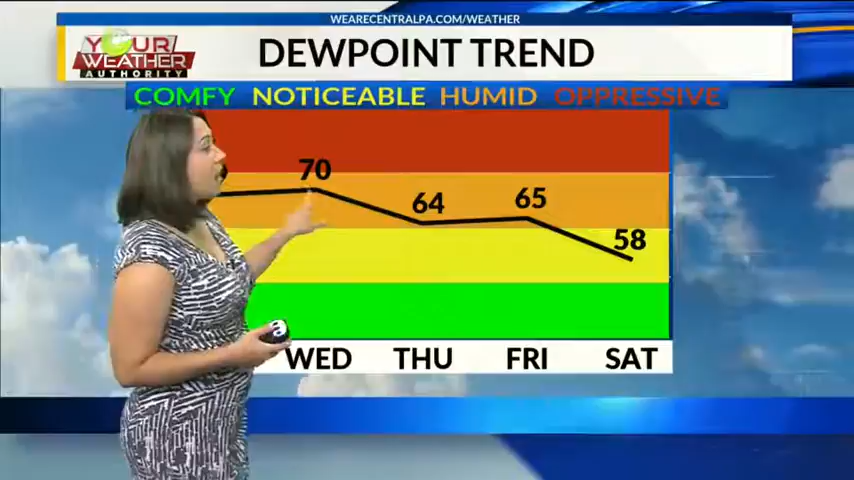 WEARECENTRALPA.COM/WEATHER
YOUR
WEATHER
AUTHORITY
DEWPOINT TREND
COMFY NOTICEABLE HUMID OPPRESSIVE
70
64
65
58
WED THU FRI SAT